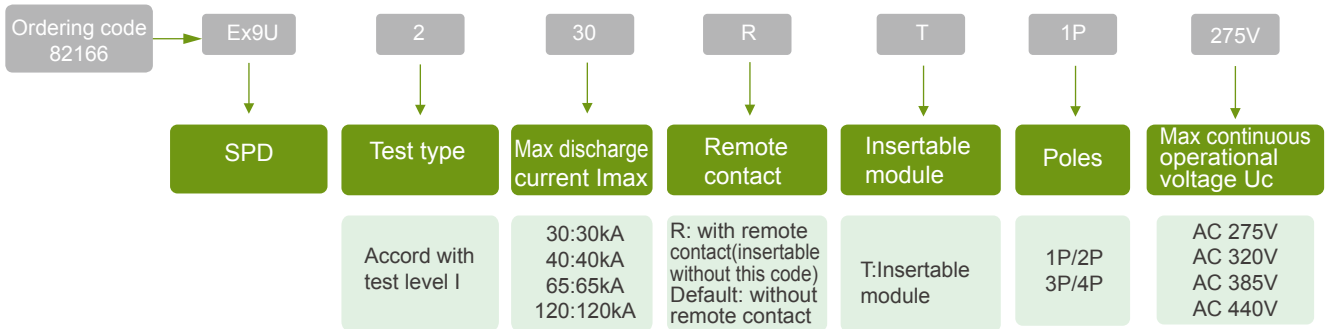 Ordering code
82166
Ex9U
2
30
R
T
1P
275V
SPD
Test type
Max discharge
current Imax
Remote
contact
Insertable
module
Poles
Max continuous
operational
voltage Uc
Accord with
test level I
30:30kA
40:40kA
65:65kA
120:120kA
R: with remote
contact(insertable
without this code)
Default: without
remote contact
T:Insertable
module
1P/2P
3P/4P
AC 275V
AC 320V
AC 385V
AC 440V